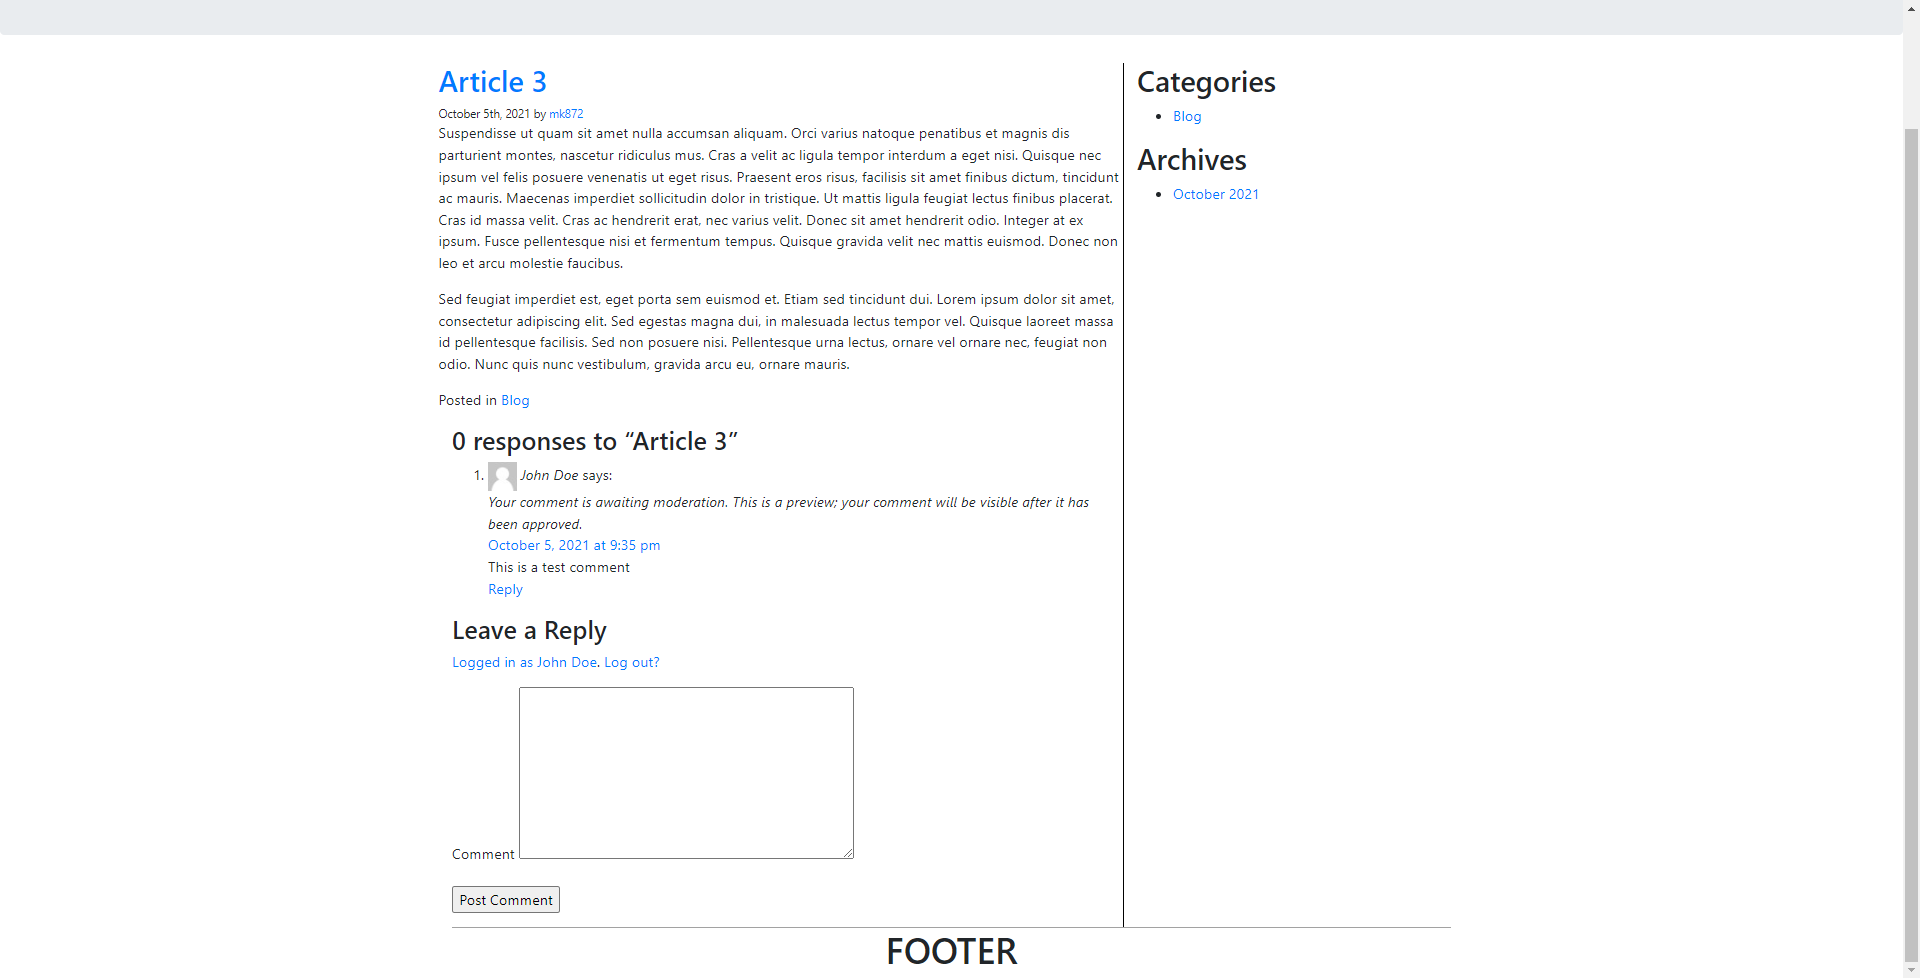 Article 3
October 5th, 2021 by mk872
Suspendisse ut quam sit amet nulla accumsan aliquam. Orci varius natoque penatibus et magnis dis
parturient montes, nascetur ridiculus mus. Cras a velit ac ligula tempor interdum a eget nisi. Quisque nec
ipsum vel felis posuere venenatis ut eget risus. Praesent eros risus, facilisis sit amet finibus dictum, tincidunt
ac mauris. Maecenas imperdiet sollicitudin dolor in tristique. Ut mattis ligula feugiat lectus finibus placerat.
Cras id massa velit. Cras ac hendrerit erat, nec varius velit. Donec sit amet hendrerit odio. Integer at ex
ipsum. Fusce pellentesque nisi et fermentum tempus. Quisque gravida velit nec mattis euismod. Donec non
leo et arcu molestie faucibus.
Sed feugiat imperdiet est, eget porta sem euismod et. Etiam sed tincidunt dui. Lorem ipsum dolor sit amet,
consectetur adipiscing elit. Sed egestas magna dui, in malesuada lectus tempor vel. Quisque laoreet massa
id pellentesque facilisis. Sed non posuere nisi. Pellentesque urna lectus, ornare vel ornare nec, feugiat non
odio. Nunc quis nunc vestibulum, gravida arcu eu, ornare mauris.
Posted in Blog
0 responses to “Article 3”
1. John Doe says:
Your comment is awaiting moderation. This is a preview; your comment will be visible after it has
been approved.
October 5, 2021 at 9:35 pm
This is a test comment
Reply
Leave a Reply
Logged in as John Doe. Log out?
Comment
Post Comment
Categories
Blog
Archives
October 2021
FOOTER